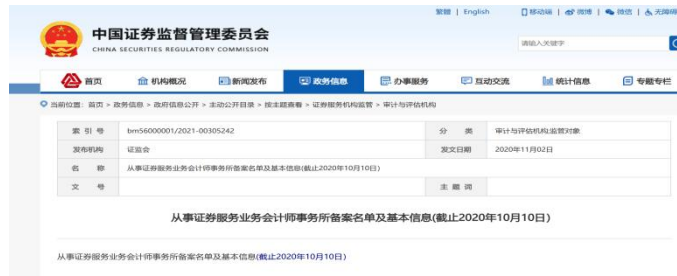 繁體 | English 移动端 | 微博 | 微信 | 无障碍
中国证券监督管理委员会
CHINA SECURITIES REGULATORY COMMISSION
请输入关键字
首页 机构概况 新闻发布 政务信息 办事服务 互动交流 统计信息 专题专栏
当前位置: 首页 > 政务信息 > 政府信息公开 > 主动公开目录 > 按主题查看 > 证券服务机构监管 > 审计与评估机构
索 引 号 bm56000001/2021-00305242 分 类 审计与评估机构;监管对象
发布机构 证监会 发文日期 2020年11月02日
名 称 从事证券服务业务会计师事务所备案名单及基本信息(截止2020年10月10日)
文 号 主 题 词
从事证券服务业务会计师事务所备案名单及基本信息(截止2020年10月10日)
从事证券服务业务会计师事务所备案名单及基本信息(截止2020年10月10日)